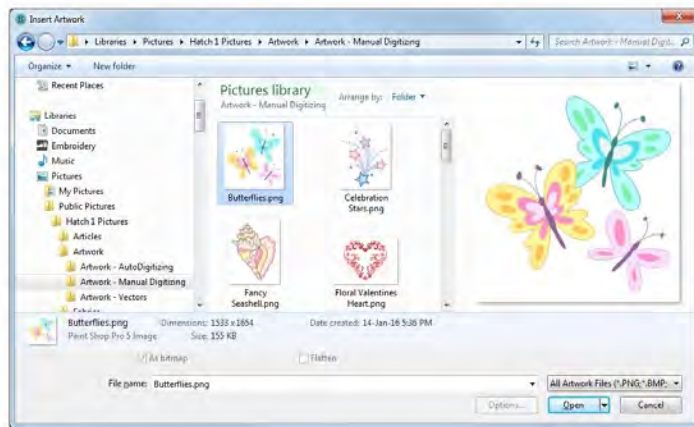 Insert Artwork
Libraries Pictures Hatch 1 Pictures Artwork Artwork - Manual Digitizing
Search Artwork - Manual Digit...
Organize New folder
Recent Places
Libraries
Documents
Embroidery
Music
Pictures
My Pictures
Public Pictures
Hatch 1 Pictures
Articles
Artwork
Artwork - AutoDigitizing
Artwork - Manual Digitizing
Artwork - Vectors
Fabrics
Pictures library
Artwork - Manual Digitizing
Arrange by: Folder
Butterflies.png
Celebration
Stars.png
Fancy
Seashell.png
Floral Valentines
Heart.png
Butterflies.png Dimensions: 1533 x 1654 Date created: 14-Jan-16 5:36 PM
Paint Shop Pro 5 Image Size: 155 KB
As bitmap Flatten
File name: Butterflies.png All Artwork Files (*.PNG;*.BMP;
Options... Open Cancel